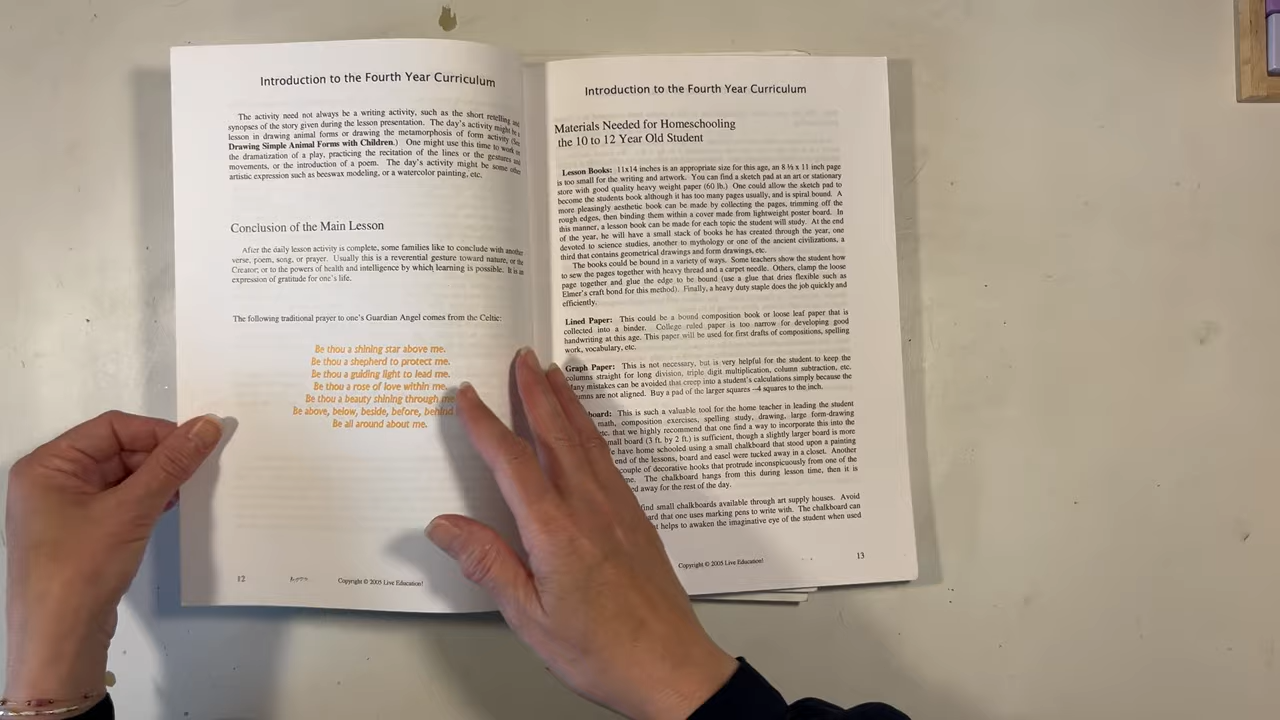 Introduction to the Fourth Year Curriculum
The activity need not always be a writing activity, such as the short retelling and
synopses of the story given during the lesson presentation. The day's activity might be a
lesson in drawing animal forms or drawing the metamorphosis of form activity (See
Drawing Simple Animal Forms with Children.) One might use this time to work on
the dramatization of a play, practicing the recitation of the lines or the gestures and
movements, or the introduction of a poem. The day's activity might be some other
artistic expression such as beeswax modeling, or a watercolor painting, etc.
Conclusion of the Main Lesson
After the daily lesson activity is complete, some families like to conclude with another
verse, poem, song, or prayer. Usually this is a reverential gesture toward nature, or the
Creator, or to the powers of health and intelligence by which learning is possible. It is an
expression of gratitude for one's life.
The following traditional prayer to one's Guardian Angel comes from the Celtic:
Be thou a shining star above me.
Be thou a shepherd to protect me.
Be thou a guiding light to lead me.
Be thou a rose of love within me.
Be thou a beauty shining through me
Be above, below, beside, before, behind
Be all around about me.
12
Copyright © 2005 Live Education!
Introduction to the Fourth Year Curriculum
Materials Needed for Homeschooling
the 10 to 12 Year Old Student
Lesson Books: 11x14 inches is an appropriate size for this age, an 8 ½ x 11 inch page
is too small for the writing and artwork. You can find a sketch pad at an art or stationary
store with good quality heavy weight paper (60 lb.) One could allow the sketch pad to
become the students book although it has too many pages usually, and is spiral bound. A
more pleasingly aesthetic book can be made by collecting the pages, trimming off the
rough edges, then binding them within a cover made from lightweight poster board. In
this manner, a lesson book can be made for each topic the student will study. At the end
of the year, he will have a small stack of books he has created through the year, one
devoted to science studies, another to mythology or one of the ancient civilizations, a
third that contains geometrical drawings and form drawings, etc.
The books could be bound in a variety of ways. Some teachers show the student how
to sew the pages together with heavy thread and a carpet needle. Others, clamp the loose
page together and glue the edge to be bound (use a glue that dries flexible such as
Elmer's craft bond for this method). Finally, a heavy duty staple does the job quickly and
efficiently.
Lined Paper: This could be a bound composition book or loose leaf paper that is
collected into a binder. College ruled paper is too narrow for developing good
handwriting at this age. This paper will be used for first drafts of compositions, spelling
work, vocabulary, etc.
Graph Paper: This is not necessary, but is very helpful for the student to keep the
columns straight for long division, triple digit multiplication, column subtraction, etc.
Many mistakes can be avoided that creep into a student's calculations simply because the
umns are not aligned. Buy a pad of the larger squares –4 squares to the inch.
board: This is such a valuable tool for the home teacher in leading the student
math, composition exercises, spelling study, drawing, large form-drawing
etc. that we highly recommend that one find a way to incorporate this into the
mall board (3 ft. by 2 ft.) is sufficient, though a slightly larger board is more
have home schooled using a small chalkboard that stood upon a painting
end of the lessons, board and easel were tucked away in a closet. Another
couple of decorative hooks that protrude inconspicuously from one of the
The chalkboard hangs from this during lesson time, then it is
ed away for the rest of the day.
find small chalkboards available through art supply houses. Avoid
ard that one uses marking pens to write with. The chalkboard can
t helps to awaken the imaginative eye of the student when used
Copyright © 2005 Live Education!
13